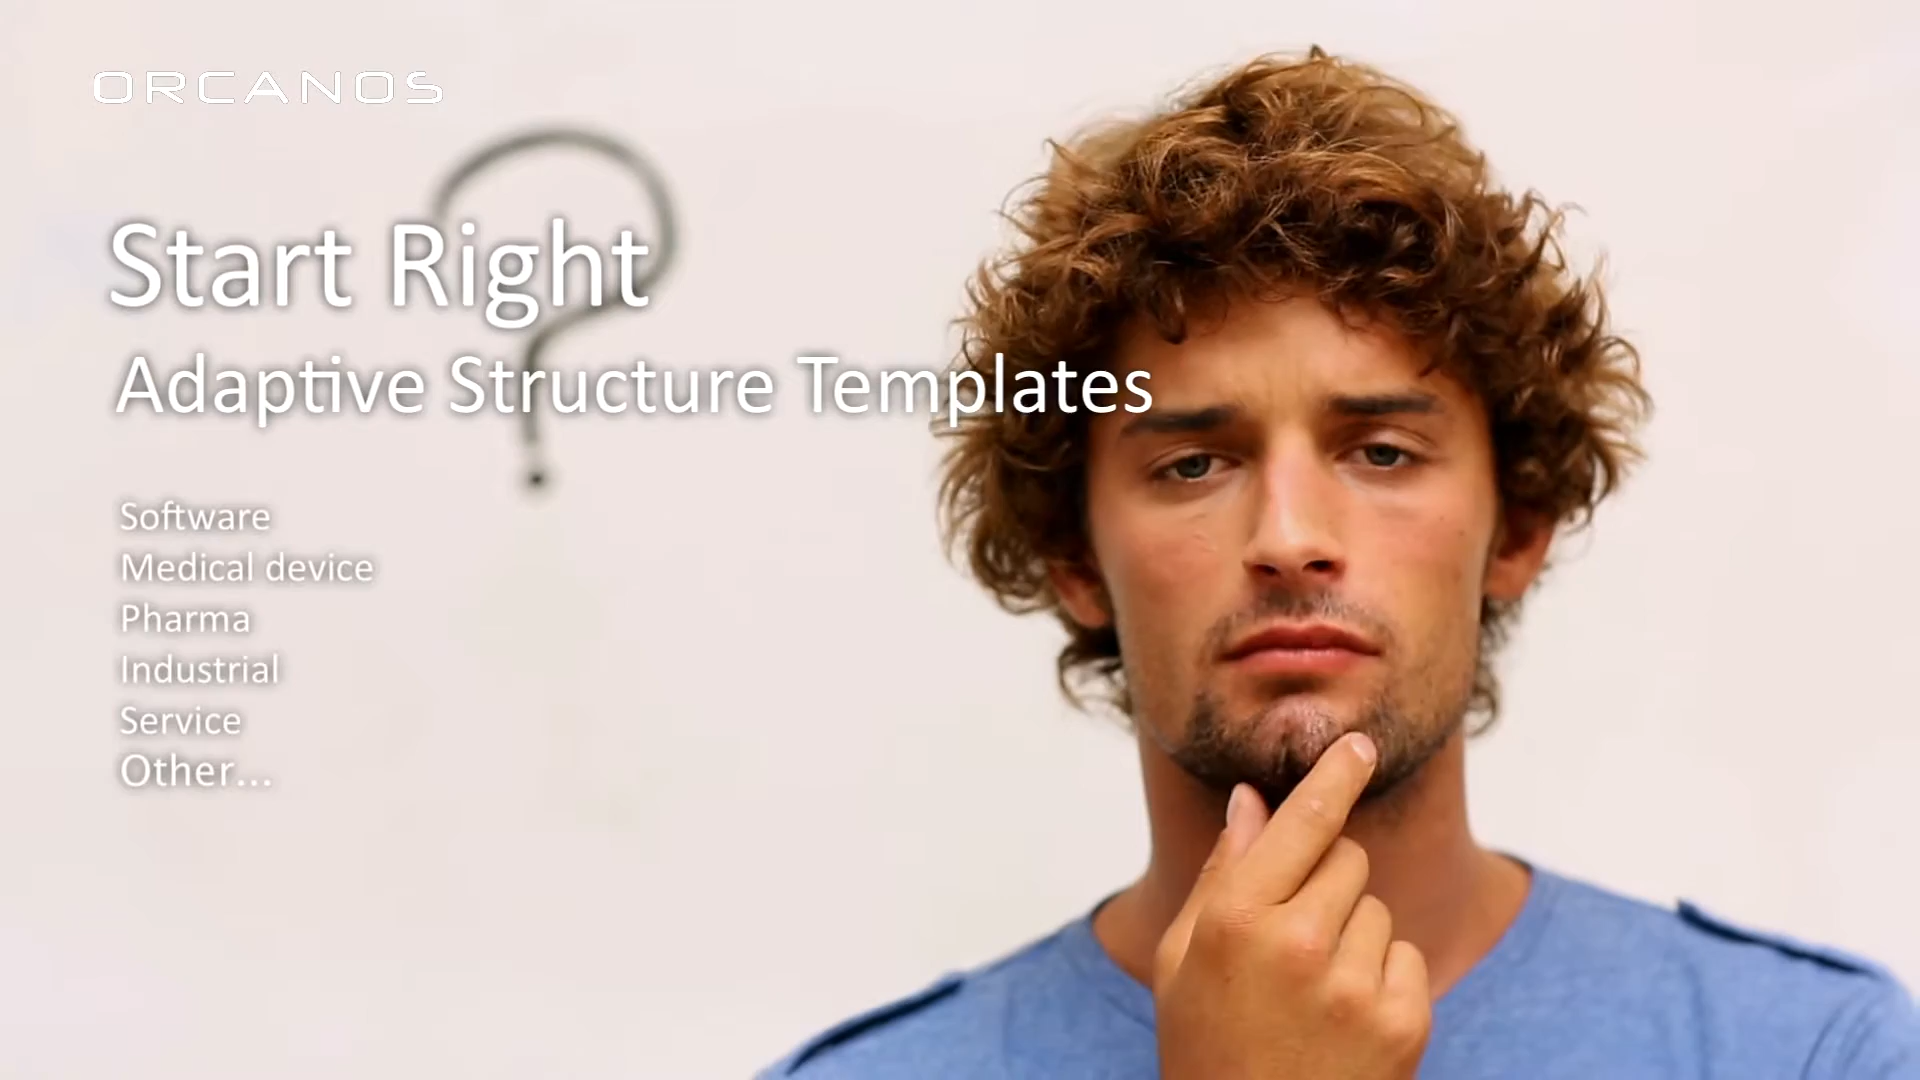 ORCANOS
Start Right
Adaptive Structure Templates
Software
Medical device
Pharma
Industrial
Service
Other...